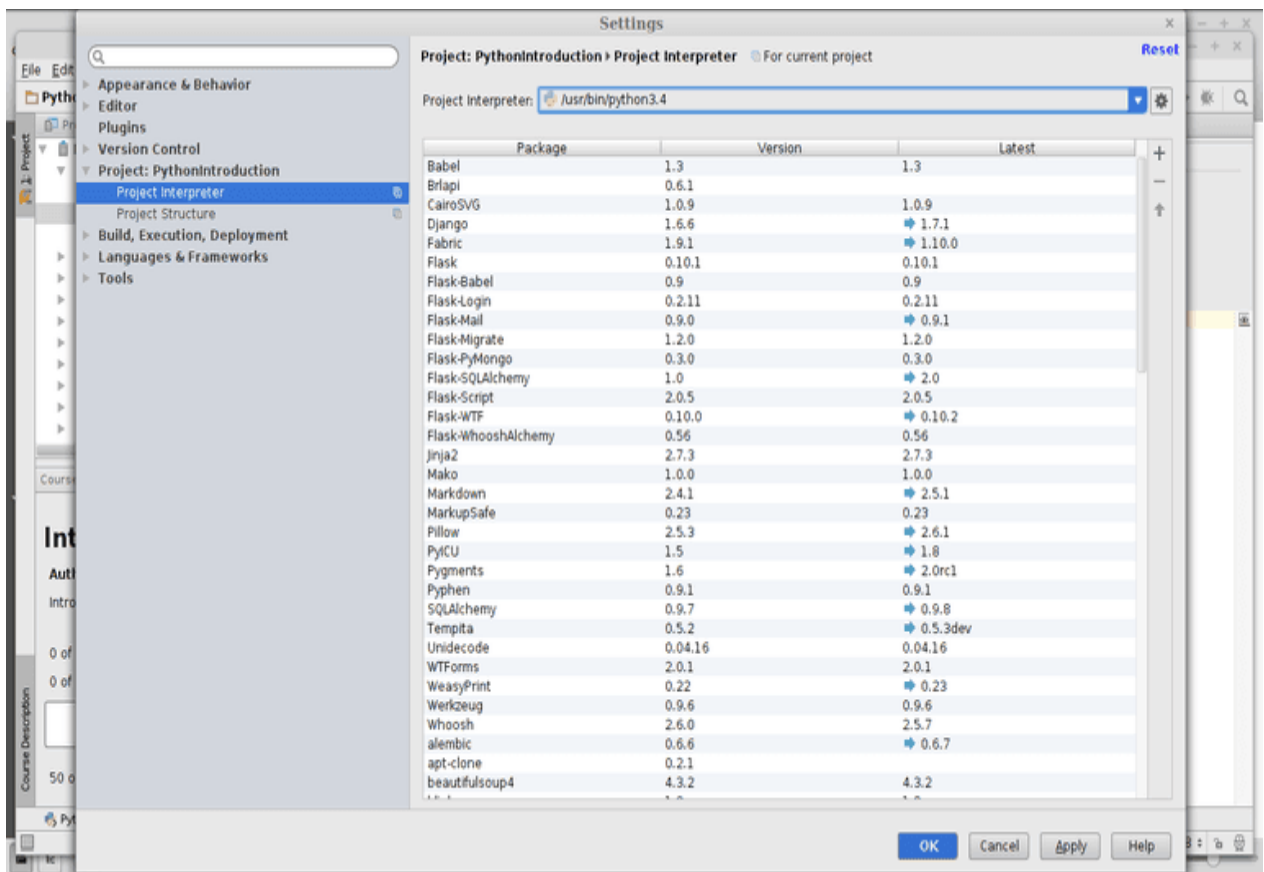 Settings
Project: PythonIntroduction › Project Interpreter For current project Reset
File Edit
Appearance & Behavior
Editor
Plugins
Version Control
Project: PythonIntroduction
Project Interpreter
Project Structure
Build, Execution, Deployment
Languages & Frameworks
Tools
1: Project
Project Interpreter: /usr/bin/python3.4
Package Version Latest
Babel 1.3 1.3
Brlapi 0.6.1
CairoSVG 1.0.9 1.0.9
Django 1.6.6 1.7.1
Fabric 1.9.1 1.10.0
Flask 0.10.1 0.10.1
Flask-Babel 0.9 0.9
Flask-Login 0.2.11 0.2.11
Flask-Mail 0.9.0 0.9.1
Flask-Migrate 1.2.0 1.2.0
Flask-PyMongo 0.3.0 0.3.0
Flask-SQLAlchemy 1.0 2.0
Flask-Script 2.0.5 2.0.5
Flask-WTF 0.10.0 0.10.2
Flask-WhooshAlchemy 0.56 0.56
Jinja2 2.7.3 2.7.3
Mako 1.0.0 1.0.0
Markdown 2.4.1 2.5.1
MarkupSafe 0.23 0.23
Pillow 2.5.3 2.6.1
PyICU 1.5 1.8
Pygments 1.6 2.0rc1
Pyphen 0.9.1 0.9.1
SQLAlchemy 0.9.7 0.9.8
Tempita 0.5.2 0.5.3dev
Unidecode 0.04.16 0.04.16
WTForms 2.0.1 2.0.1
WeasyPrint 0.22 0.23
Werkzeug 0.9.6 0.9.6
Whoosh 2.6.0 2.5.7
alembic 0.6.6 0.6.7
apt-clone 0.2.1
beautifulsoup4 4.3.2 4.3.2
Course
Int
Auth
Intro
0 of
0 of
50 o
Course Description
OK Cancel Apply Help